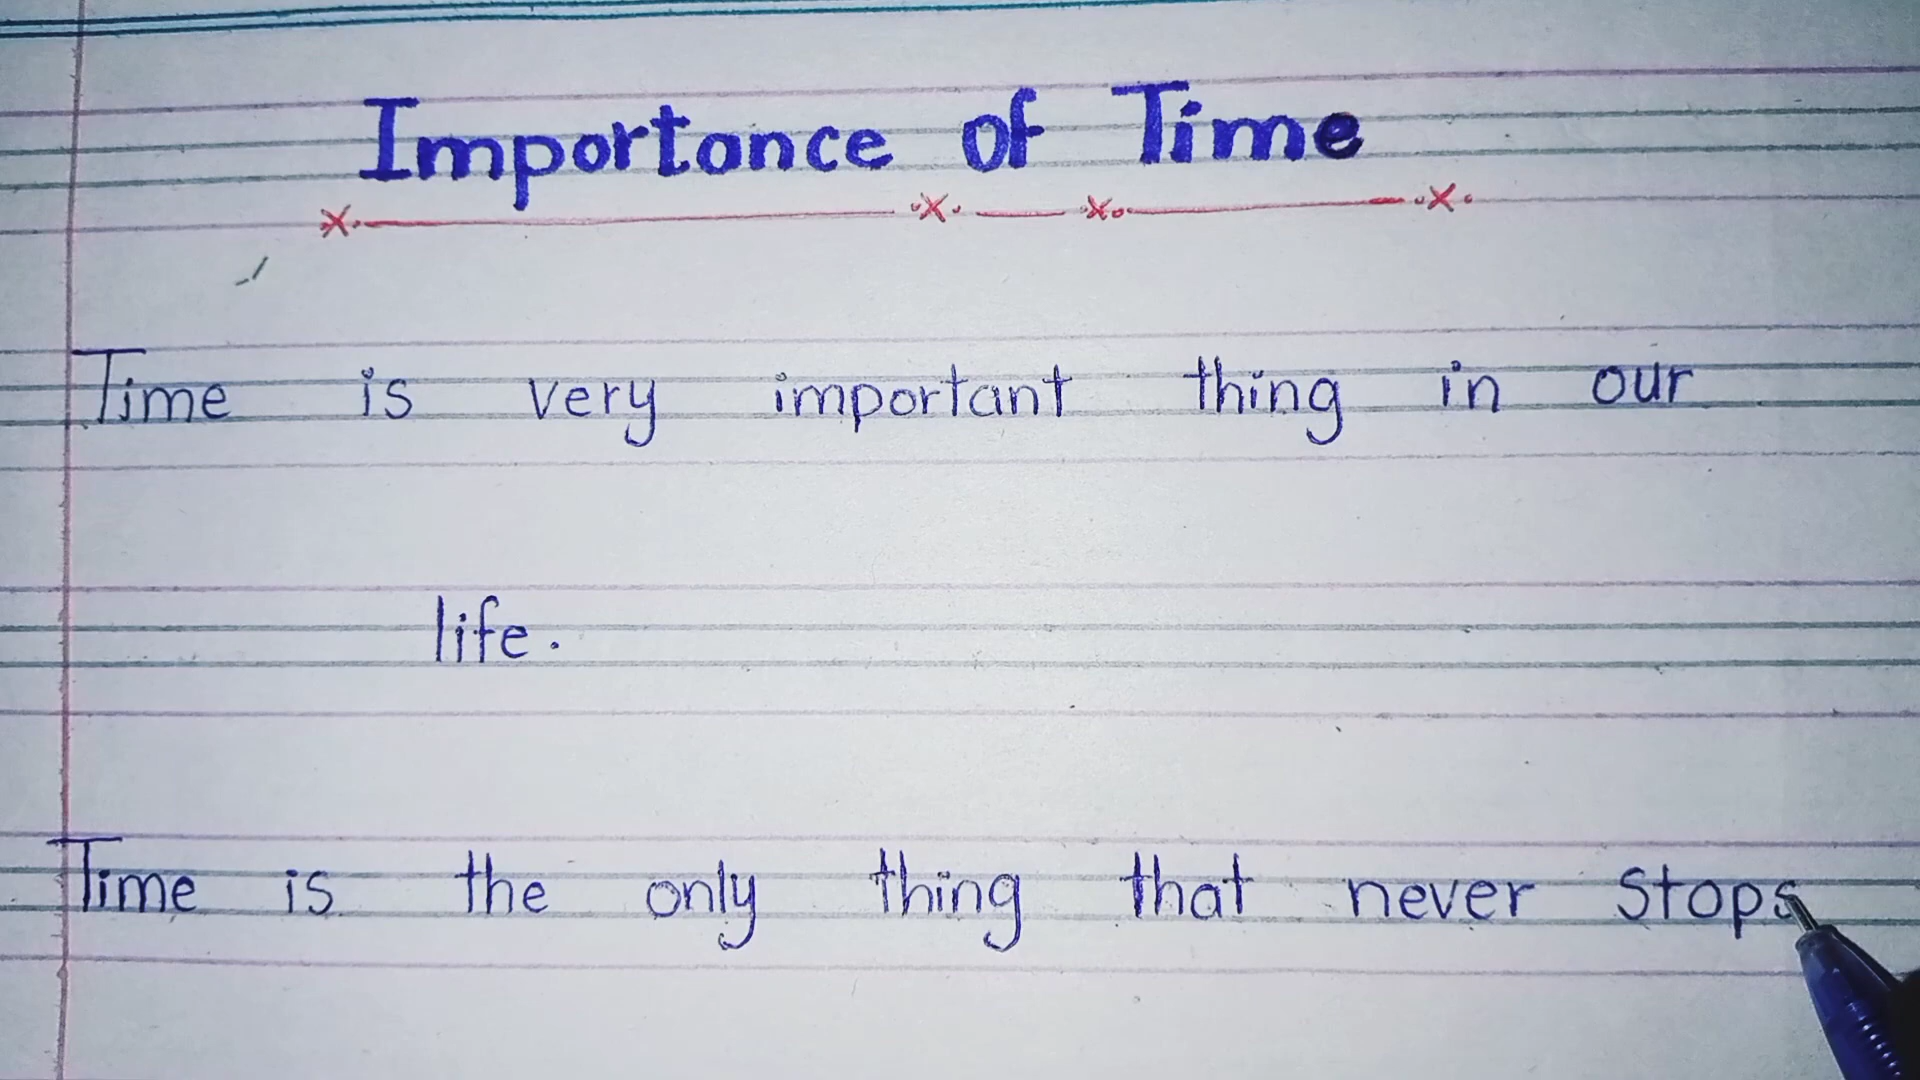 Importance of Time
Time is very important thing in our
life.
Time is the only thing that never stops